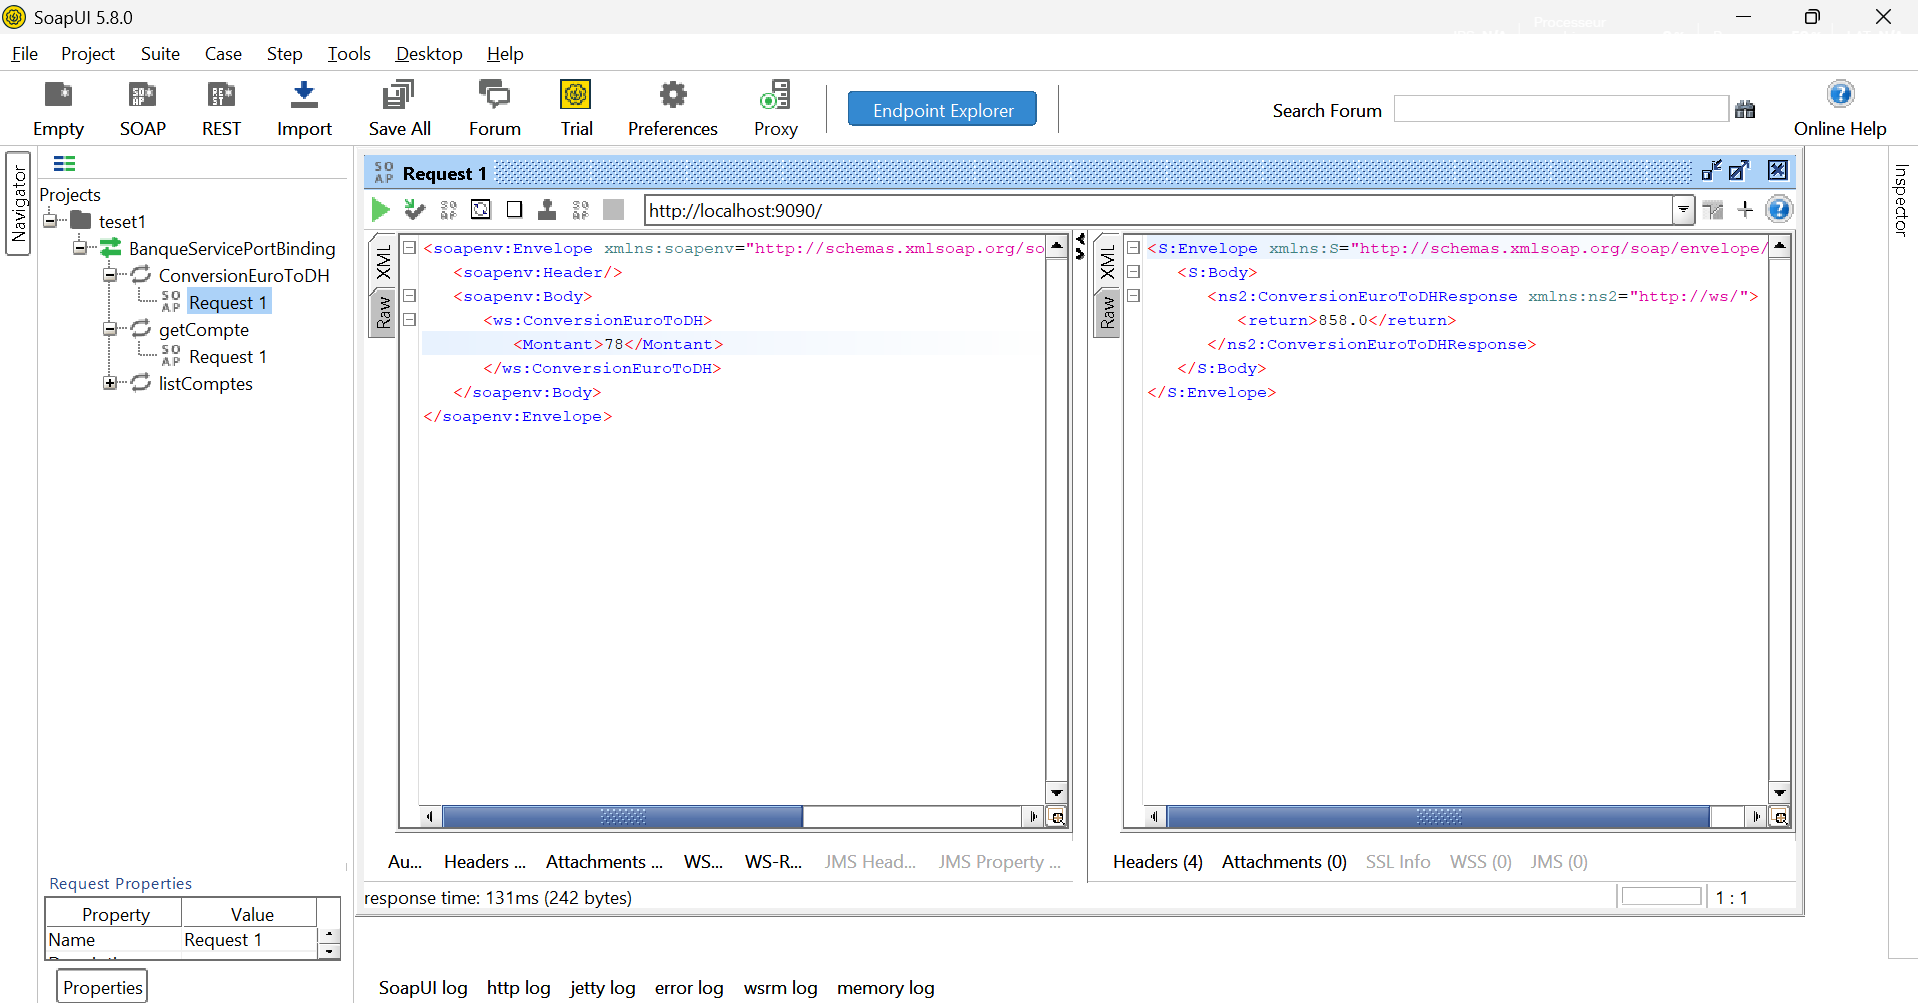 SoapUI 5.8.0
Processeur
File Project Suite Case Step Tools Desktop Help
Empty SOAP REST Import Save All Forum Trial Preferences Proxy
Endpoint Explorer
Search Forum
Online Help
Navigator
Projects
teset1
BanqueServicePortBinding
ConversionEuroToDH
Request 1
getCompte
Request 1
listComptes
Request Properties
Property Value
Name Request 1
Properties
Request 1
http://localhost:9090/
XML
Raw
<soapenv:Envelope xmlns:soapenv="http://schemas.xmlsoap.org/so
<soapenv:Header/>
<soapenv:Body>
<ws:ConversionEuroToDH>
<Montant>78</Montant>
</ws:ConversionEuroToDH>
</soapenv:Body>
</soapenv:Envelope>
XML
Raw
<S:Envelope xmlns:S="http://schemas.xmlsoap.org/soap/envelope/
<S:Body>
<ns2:ConversionEuroToDHResponse xmlns:ns2="http://ws/">
<return>858.0</return>
</ns2:ConversionEuroToDHResponse>
</S:Body>
</S:Envelope>
Au... Headers ... Attachments ... WS... WS-R... JMS Head... JMS Property ...
Headers (4) Attachments (0) SSL Info WSS (0) JMS (0)
response time: 131ms (242 bytes)
1 : 1
Inspector
SoapUI log http log jetty log error log wsrm log memory log